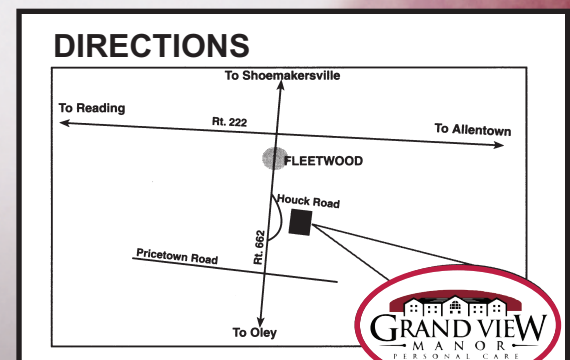 DIRECTIONS
To Shoemakersville
To Reading
Rt. 222
To Allentown
FLEETWOOD
Houck Road
Rt. 662
Pricetown Road
To Oley
GRAND VIEW
MANOR
PERSONAL CARE